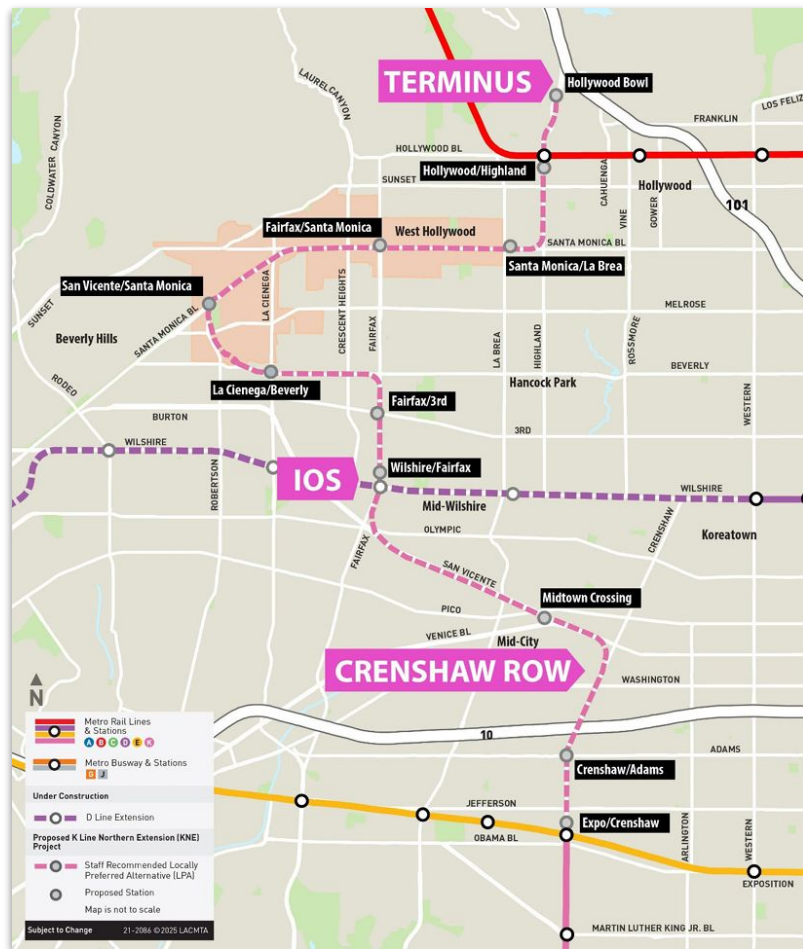 TERMINUS
Hollywood Bowl
LAUREL CANYON
COLDWATER CANYON
LOS FELIZ
FRANKLIN
HOLLYWOOD BL
Hollywood/Highland
SUNSET
CAHUENGA
Hollywood
VINE
GOWER
101
Fairfax/Santa Monica
West Hollywood
SANTA MONICA BL
Santa Monica/La Brea
San Vicente/Santa Monica
SUNSET
SANTA MONICA BL
Beverly Hills
LA CIENEGA
CRESCENT HEIGHTS
FAIRFAX
MELROSE
LA BREA
HIGHLAND
ROSSMORE
RODEO
La Cienega/Beverly
Hancock Park
BEVERLY
BURTON
Fairfax/3rd
3RD
WESTERN
WILSHIRE
ROBERTSON
IOS
Wilshire/Fairfax
Mid-Wilshire
WILSHIRE
OLYMPIC
CRENSHAW
Koreatown
FAIRFAX
SAN VICENTE
PICO
Midtown Crossing
VENICE BL
Mid-City
CRENSHAW ROW
WASHINGTON
10
ADAMS
Crenshaw/Adams
JEFFERSON
Expo/Crenshaw
OBAMA BL
ARLINGTON
WESTERN
EXPOSITION
MARTIN LUTHER KING JR. BL
N
Metro Rail Lines
& Stations
A B C D E K
Metro Busway & Stations
G J
Under Construction
D Line Extension
Proposed K Line Northern Extension (KNE)
Project
Staff Recommended Locally
Preferred Alternative (LPA)
Proposed Station
Map is not to scale
Subject to Change 21-2086 ©2025 LACMTA